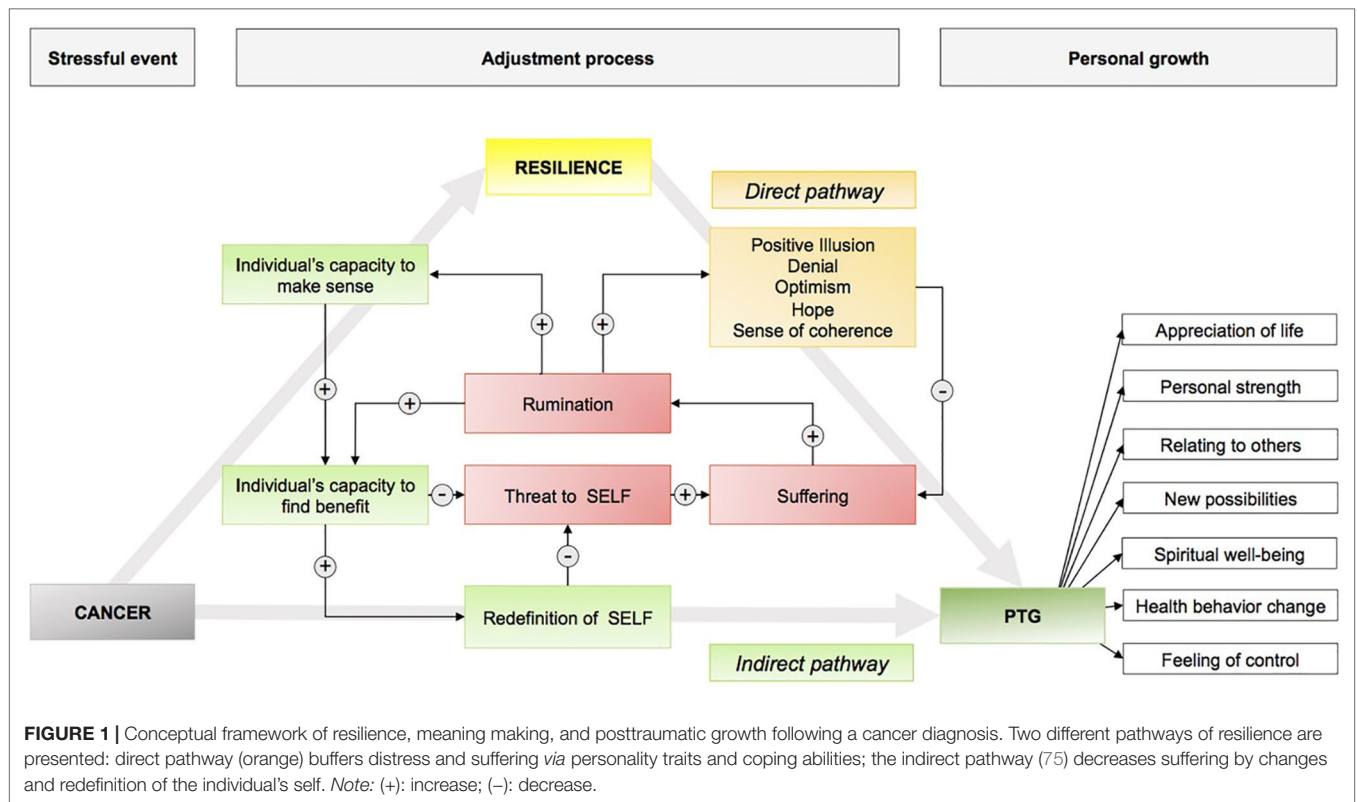 Stressful event
Adjustment process
Personal growth
RESILIENCE
Direct pathway
Individual's capacity to
make sense
Positive Illusion
Denial
Optimism
Hope
Sense of coherence
+
+
+
-
Rumination
+
+
Individual's capacity to
find benefit
-
Threat to SELF
+
Suffering
+
-
CANCER
Redefinition of SELF
Indirect pathway
PTG
Appreciation of life
Personal strength
Relating to others
New possibilities
Spiritual well-being
Health behavior change
Feeling of control
FIGURE 1 | Conceptual framework of resilience, meaning making, and posttraumatic growth following a cancer diagnosis. Two different pathways of resilience are
presented: direct pathway (orange) buffers distress and suffering via personality traits and coping abilities; the indirect pathway (75) decreases suffering by changes
and redefinition of the individual's self. Note: (+): increase; (–): decrease.